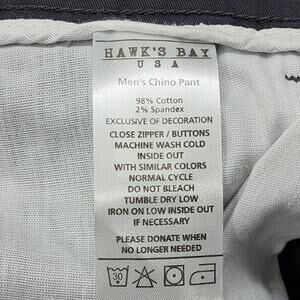 HAWK'S BAY
USA
Men's Chino Pant
98% Cotton
2% Spandex
EXCLUSIVE OF DECORATION
CLOSE ZIPPER / BUTTONS
MACHINE WASH COLD
INSIDE OUT
WITH SIMILAR COLORS
NORMAL CYCLE
DO NOT BLEACH
TUMBLE DRY LOW
IRON ON LOW INSIDE OUT
IF NECESSARY
PLEASE DONATE WHEN
NO LONGER NEEDED
30